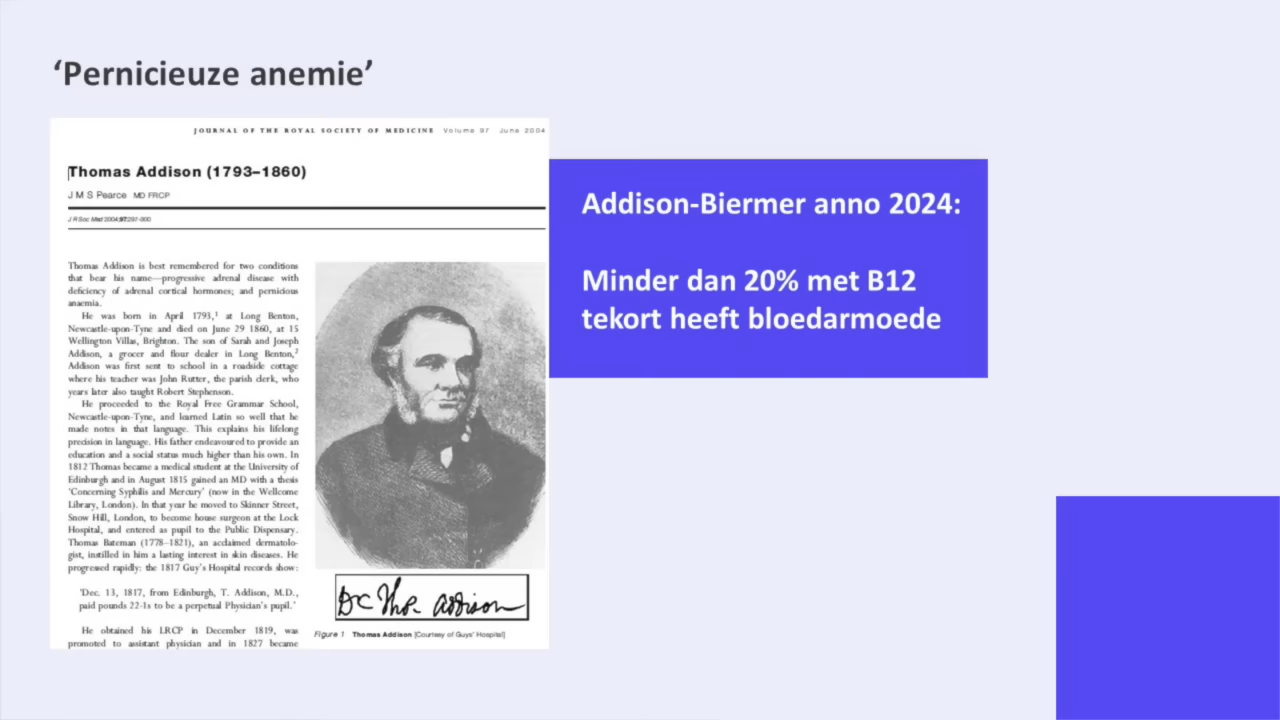 ‘Pernicieuze anemie’
JOURNAL OF THE ROYAL SOCIETY OF MEDICINE Volume 97 June 2004
Thomas Addison (1793–1860)
J M S Pearce MD FRCP
J R Soc Med 2004;97:297-300
Thomas Addison is best remembered for two conditions
that bear his name—progressive adrenal disease with
deficiency of adrenal cortical hormones; and pernicious
anaemia.
He was born in April 1793,¹ at Long Benton,
Newcastle-upon-Tyne and died on June 29 1860, at 15
Wellington Villas, Brighton. The son of Sarah and Joseph
Addison, a grocer and flour dealer in Long Benton,²
Addison was first sent to school in a roadside cottage
where his teacher was John Rutter, the parish clerk, who
years later also taught Robert Stephenson.
He proceeded to the Royal Free Grammar School,
Newcastle-upon-Tyne, and learned Latin so well that he
made notes in that language. This explains his lifelong
precision in language. His father endeavoured to provide an
education and a social status much higher than his own. In
1812 Thomas became a medical student at the University of
Edinburgh and in August 1815 gained an MD with a thesis
‘Concerning Syphilis and Mercury’ (now in the Wellcome
Library, London). In that year he moved to Skinner Street,
Snow Hill, London, to become house surgeon at the Lock
Hospital, and entered as pupil to the Public Dispensary.
Thomas Bateman (1778–1821), an acclaimed dermatolo-
gist, instilled in him a lasting interest in skin diseases. He
progressed rapidly: the 1817 Guy’s Hospital records show:
‘Dec. 13, 1817, from Edinburgh, T. Addison, M.D.,
paid pounds 22-1s to be a perpetual Physician’s pupil.’
He obtained his LRCP in December 1819, was
promoted to assistant physician and in 1827 became
Dc Thos. Addison
Figure 1 Thomas Addison [Courtesy of Guys’ Hospital]
Addison-Biermer anno 2024:
Minder dan 20% met B12
tekort heeft bloedarmoede